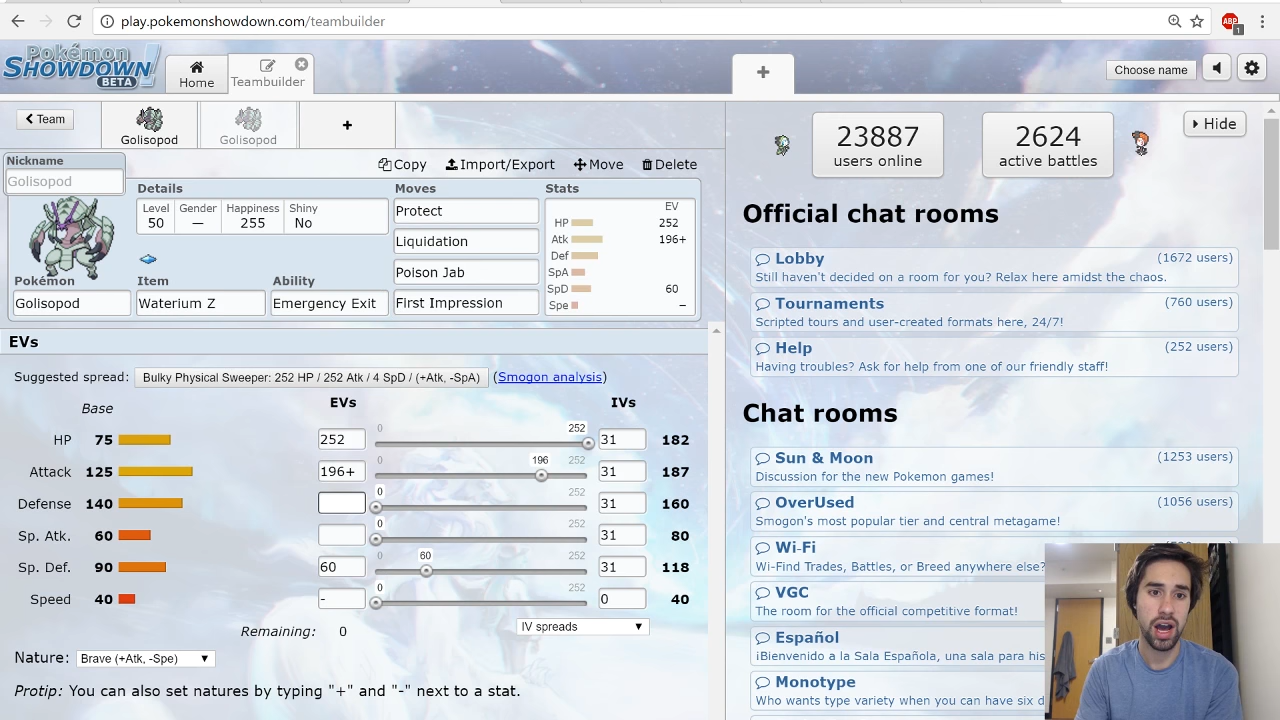 play.pokemonshowdown.com/teambuilder
ABP
1
Pokémon
SHOWDOWN!
BETA
Home
Teambuilder
+
Choose name
Team
Golisopod
Golisopod
+
Nickname
Golisopod
Copy
Import/Export
Move
Delete
Details
Level
Gender
Happiness
Shiny
50
—
255
No
Pokémon
Golisopod
Item
Waterium Z
Ability
Emergency Exit
Moves
Protect
Liquidation
Poison Jab
First Impression
Stats
EV
HP 252
Atk 196+
Def
SpA
SpD 60
Spe –
EVs
Suggested spread: Bulky Physical Sweeper: 252 HP / 252 Atk / 4 SpD / (+Atk, -SpA) (Smogon analysis)
Base EVs IVs
HP 75 252 0 252 31 182
Attack 125 196+ 0 196 252 31 187
Defense 140 0 252 31 160
Sp. Atk. 60 0 252 31 80
Sp. Def. 90 60 0 60 252 31 118
Speed 40 - 0 252 0 40
Remaining: 0
IV spreads
Nature: Brave (+Atk, -Spe)
Protip: You can also set natures by typing "+" and "-" next to a stat.
23887
users online
2624
active battles
Hide
Official chat rooms
Lobby (1672 users)
Still haven't decided on a room for you? Relax here amidst the chaos.
Tournaments (760 users)
Scripted tours and user-created formats here, 24/7!
Help (252 users)
Having troubles? Ask for help from one of our friendly staff!
Chat rooms
Sun & Moon (1253 users)
Discussion for the new Pokemon games!
OverUsed (1056 users)
Smogon's most popular tier and central metagame!
Wi-Fi
Wi-Find Trades, Battles, or Breed anywhere else?
VGC
The room for the official competitive format!
Español
¡Bienvenido a la Sala Española, una sala para his
Monotype
Who wants type variety when you can have six d